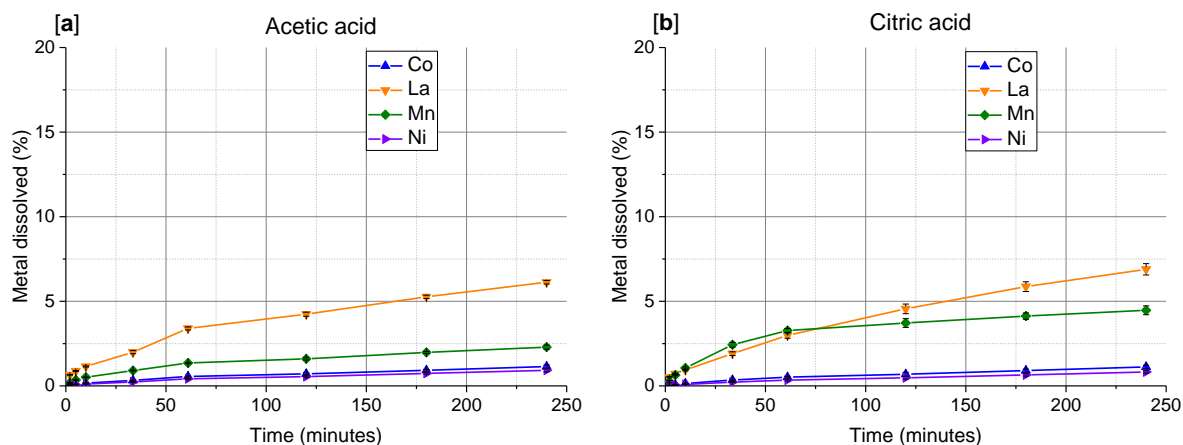 [a] Acetic acid
20
15
10
5
0
Metal dissolved (%)
Co
La
Mn
Ni
0 50 100 150 200 250
Time (minutes)
[b] Citric acid
20
15
10
5
0
Metal dissolved (%)
Co
La
Mn
Ni
0 50 100 150 200 250
Time (minutes)